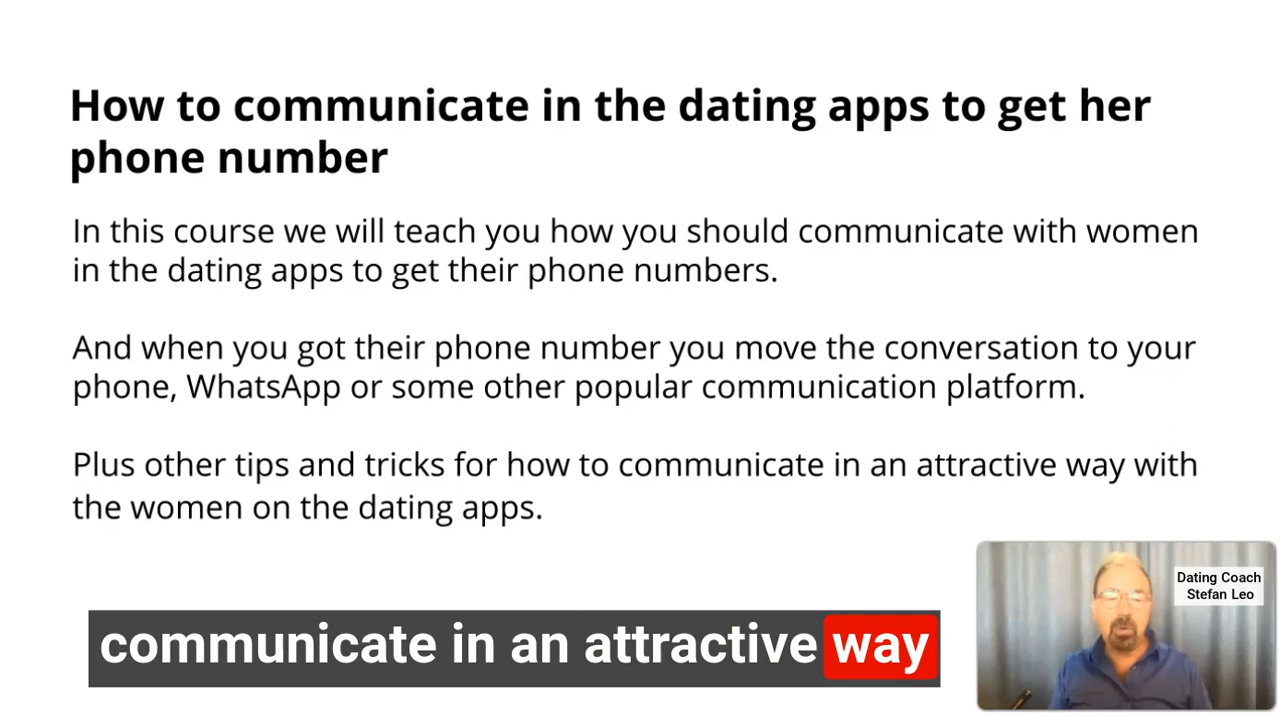 How to communicate in the dating apps to get her
phone number
In this course we will teach you how you should communicate with women
in the dating apps to get their phone numbers.
And when you got their phone number you move the conversation to your
phone, WhatsApp or some other popular communication platform.
Plus other tips and tricks for how to communicate in an attractive way with
the women on the dating apps.
Dating Coach
Stefan Leo
communicate in an attractive way